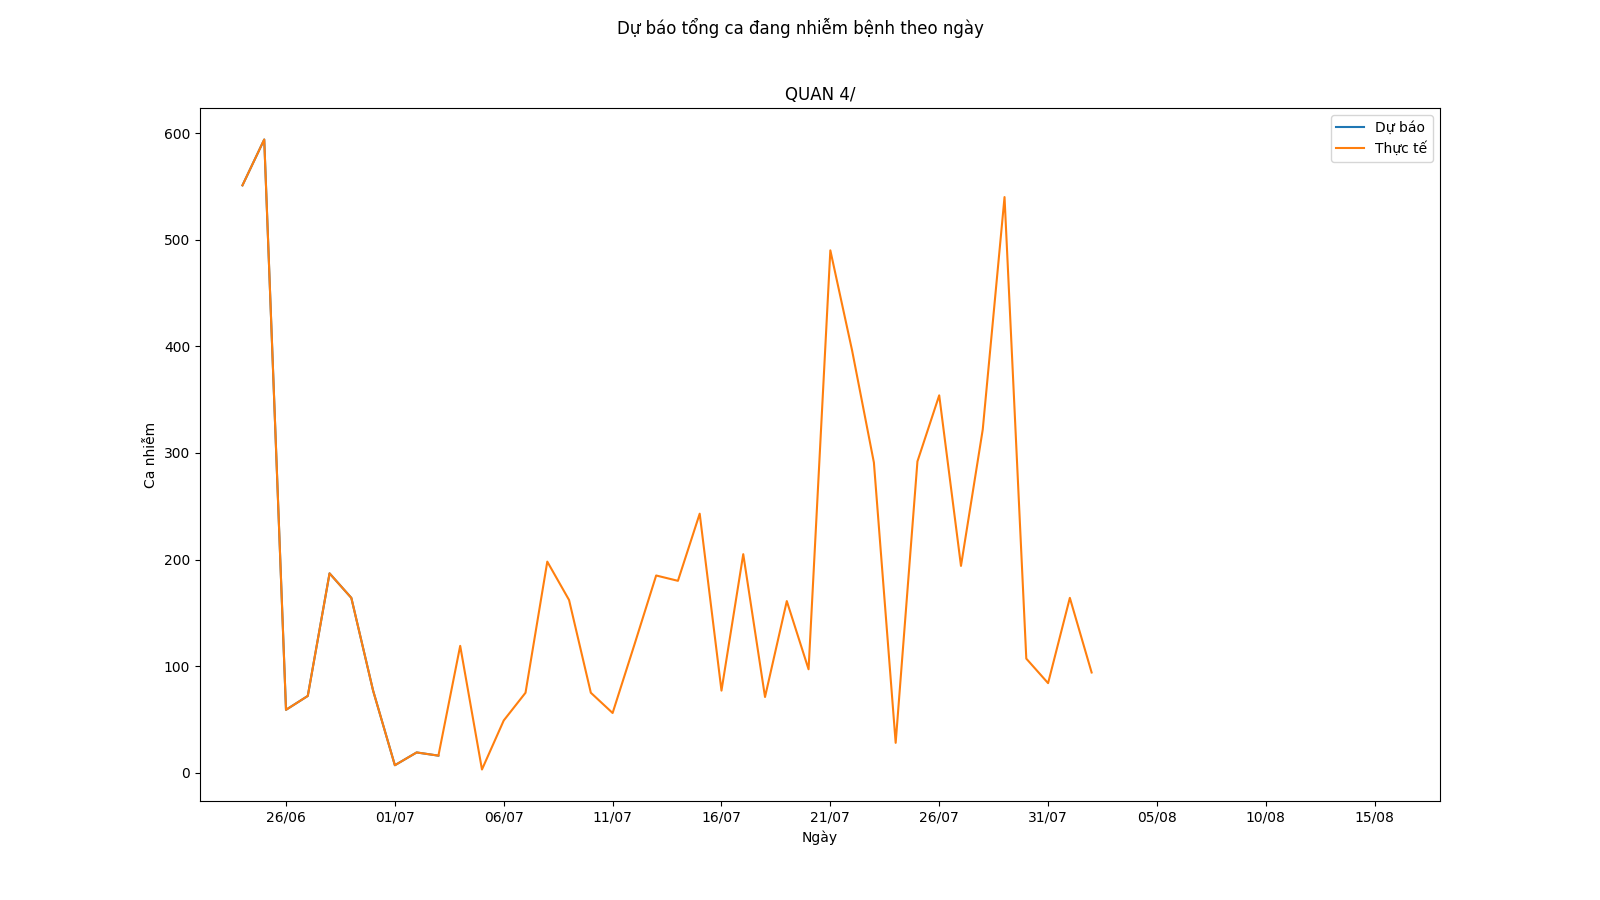 Dự báo tổng ca đang nhiễm bệnh theo ngày
QUAN 4/
Dự báo
Thực tế
600
500
400
300
200
100
0
Ca nhiễm
26/06 01/07 06/07 11/07 16/07 21/07 26/07 31/07 05/08 10/08 15/08
Ngày